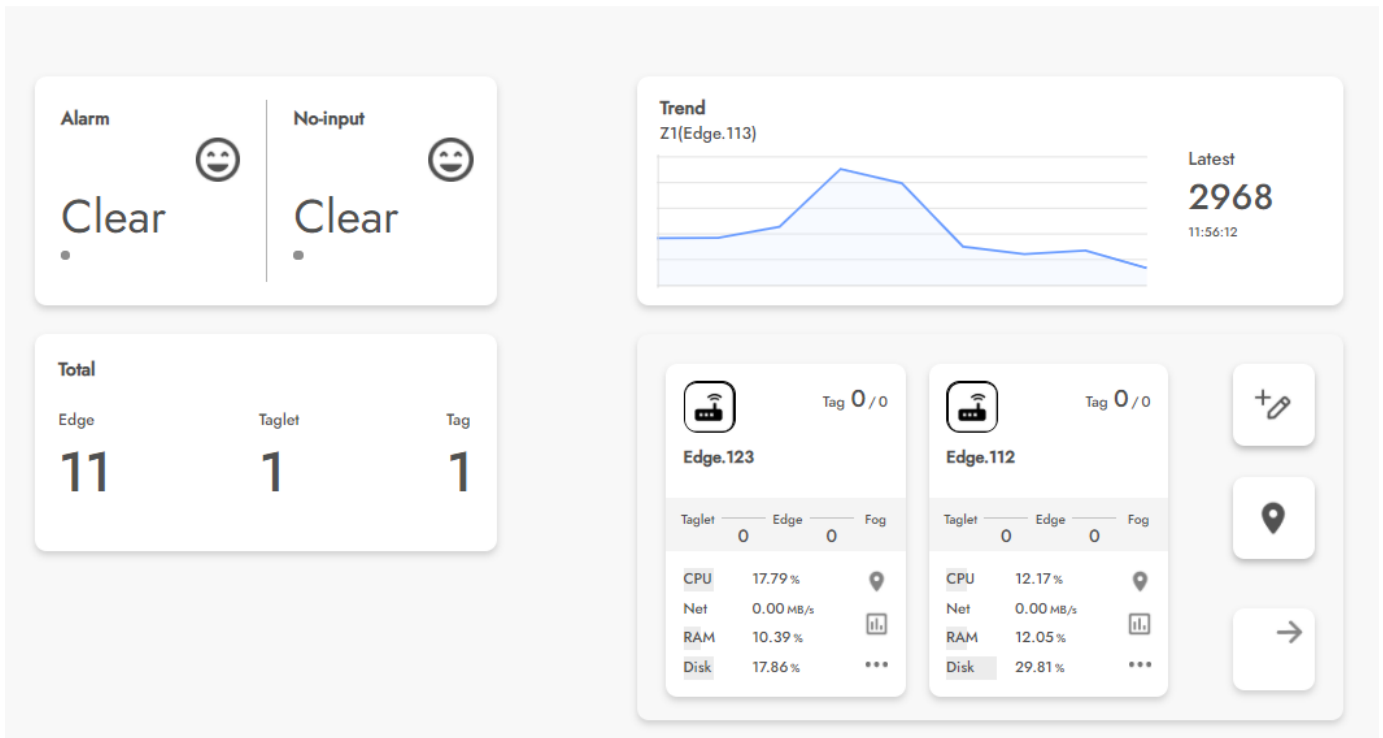 Alarm
No-input
Clear
Clear
Trend
Z1(Edge.113)
Latest
2968
11:56:12
Total
Edge Taglet Tag
11 1 1
Tag 0 / 0
Edge.123
Taglet Edge Fog
0 0
CPU 17.79 %
Net 0.00 MB/s
RAM 10.39 %
Disk 17.86 %
Tag 0 / 0
Edge.112
Taglet Edge Fog
0 0
CPU 12.17 %
Net 0.00 MB/s
RAM 12.05 %
Disk 29.81 %